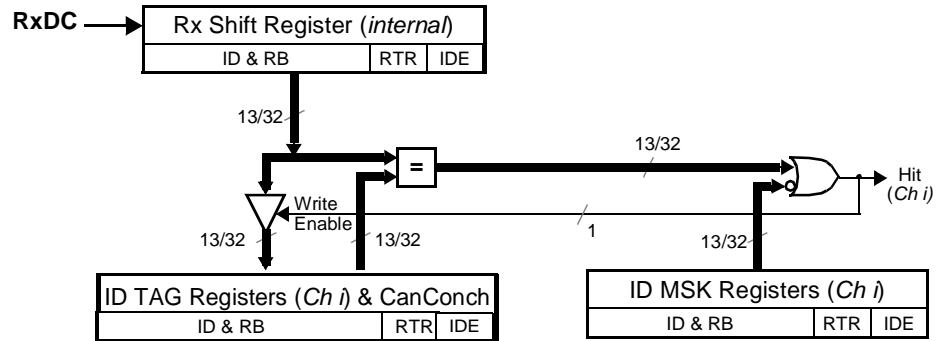 RxDC
Rx Shift Register (internal)
ID & RB RTR IDE
13/32
13/32
=
Hit
(Ch i)
Write
Enable
1
13/32
13/32
13/32
ID TAG Registers (Ch i) & CanConch
ID & RB RTR IDE
ID MSK Registers (Ch i)
ID & RB RTR IDE